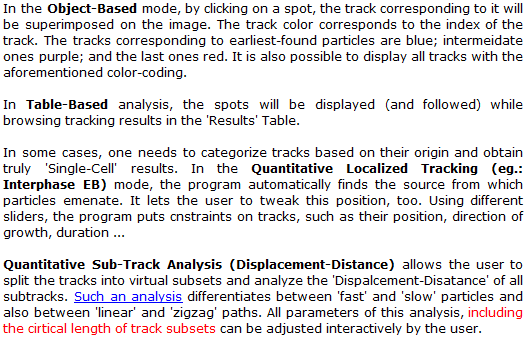 In the Object-Based mode, by clicking on a spot, the track corresponding to it will
be superimposed on the image. The track color corresponds to the index of the
track. The tracks corresponding to earliest-found particles are blue; intermeidate
ones purple; and the last ones red. It is also possible to display all tracks with the
aforementioned color-coding.
In Table-Based analysis, the spots will be displayed (and followed) while
browsing tracking results in the 'Results' Table.
In some cases, one needs to categorize tracks based on their origin and obtain
truly 'Single-Cell' results. In the Quantitative Localized Tracking (eg.:
Interphase EB) mode, the program automatically finds the source from which
particles emenate. It lets the user to tweak this position, too. Using different
sliders, the program puts cnstraints on tracks, such as their position, direction of
growth, duration ...
Quantitative Sub-Track Analysis (Displacement-Distance) allows the user to
split the tracks into virtual subsets and analyze the 'Dispalcement-Disatance' of all
subtracks. Such an analysis differentiates between 'fast' and 'slow' particles and
also between 'linear' and 'zigzag' paths. All parameters of this analysis, including
the cirtical length of track subsets can be adjusted interactively by the user.